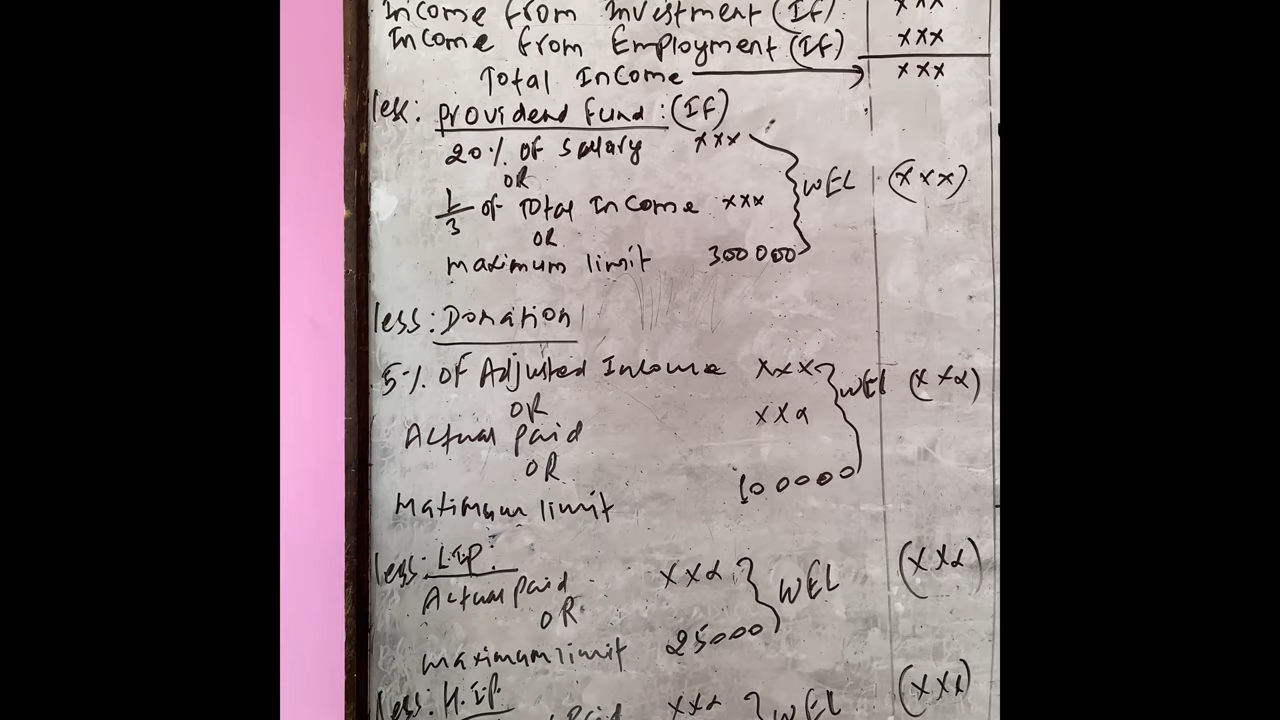 Income from Investment (If) xxx
Income from Employment (If) xxx
Total Income xxx
less: providend fund: (If)
20% of salary xxx
OR
1/3 of Total Income xxx WEL (xxx)
OR
maximum limit 300000
less: Donation
5% of Adjusted Income xxx WEL (xxx)
OR
Actual paid xxx
OR
Matimum limit 100000
less: L.I.P:
Actual paid xxx WEL (xxx)
OR
maximum limit 25000
less: H.I.P. (xxx)
Paid xxx WEL